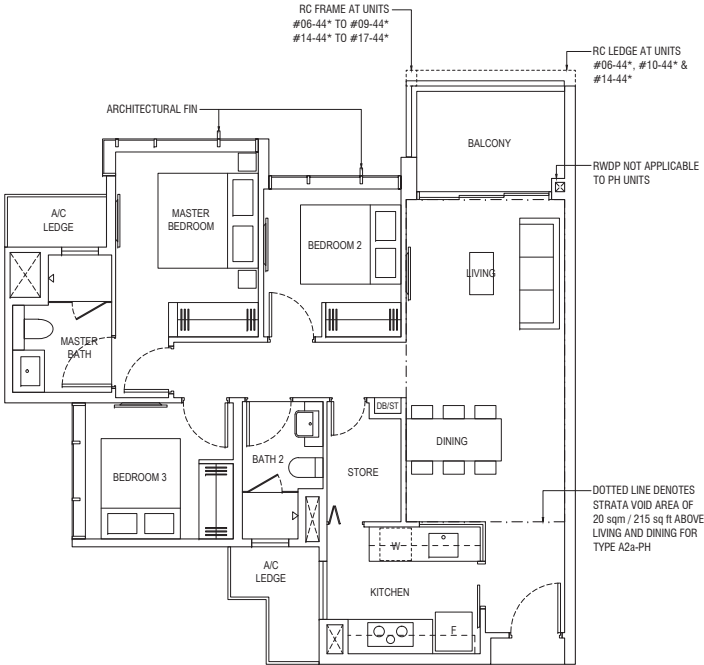 RC FRAME AT UNITS
#06-44* TO #09-44*
#14-44* TO #17-44*
RC LEDGE AT UNITS
#06-44*, #10-44* &
#14-44*
ARCHITECTURAL FIN
BALCONY
RWDP NOT APPLICABLE
TO PH UNITS
A/C
LEDGE
MASTER
BEDROOM
BEDROOM 2
LIVING
MASTER
BATH
DB/ST
DINING
BATH 2
STORE
BEDROOM 3
DOTTED LINE DENOTES
STRATA VOID AREA OF
20 sqm / 215 sq ft ABOVE
LIVING AND DINING FOR
TYPE A2a-PH
W
A/C
LEDGE
KITCHEN
F